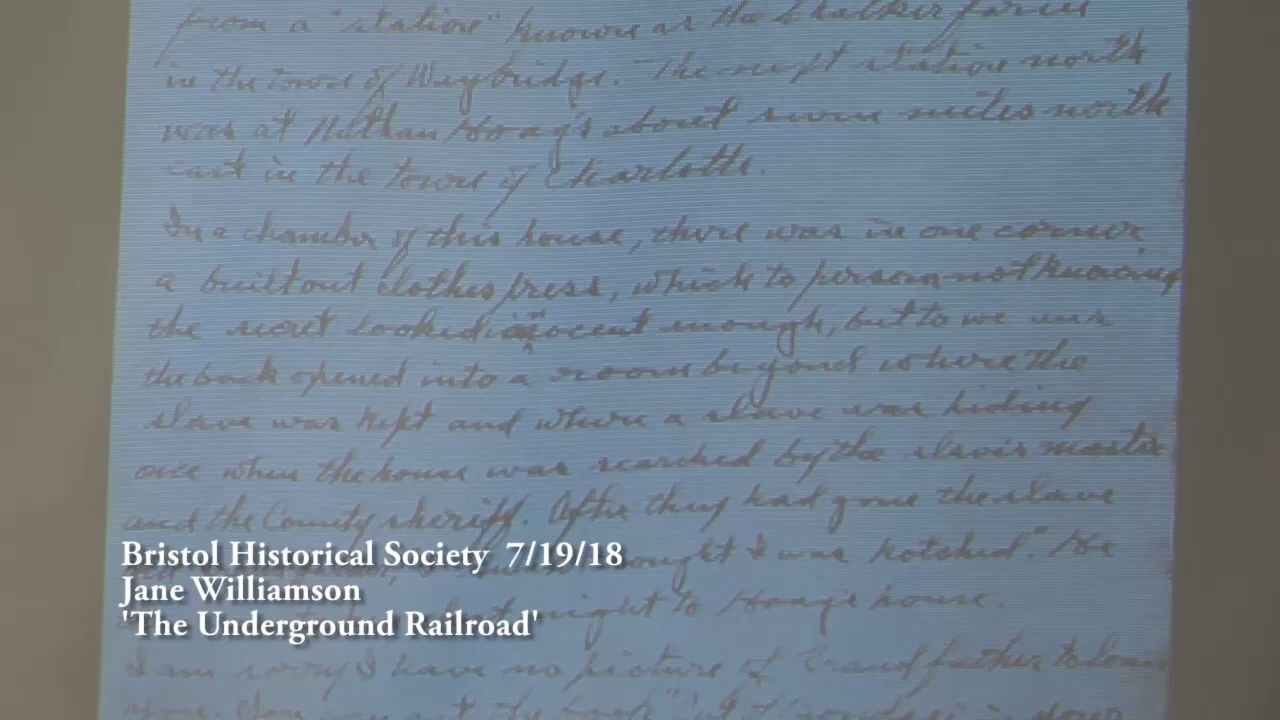 from a "station" known as the farm
in the town of Weybridge. The next station north
was at Nathan Hoag's about seven miles north
east in the town of Charlotte.
In a chamber of this house, there was in one corner
a built out clothes press, which to person not knowing
the secret looked innocent enough, but to we use
the back opened into a room beyond where the
slave was kept and where a slave was hiding
once when the house was searched by the slaves master
and the County sheriff. After they had gone the slave
thought I was kotched." He
night to Hoag's house.
I am sorry I have no picture of Grandfather to loan
Bristol Historical Society 7/19/18
Jane Williamson
'The Underground Railroad'